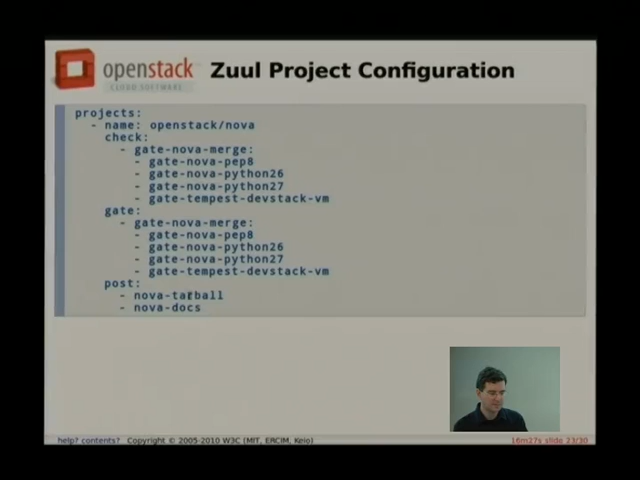 openstack
CLOUD SOFTWARE
Zuul Project Configuration
projects:
- name: openstack/nova
check:
- gate-nova-merge:
- gate-nova-pep8
- gate-nova-python26
- gate-nova-python27
- gate-tempest-devstack-vm
gate:
- gate-nova-merge:
- gate-nova-pep8
- gate-nova-python26
- gate-nova-python27
- gate-tempest-devstack-vm
post:
- nova-tarball
- nova-docs
help? contents? Copyright © 2005-2010 W3C (MIT, ERCIM, Keio)
16m27s slide 23/30